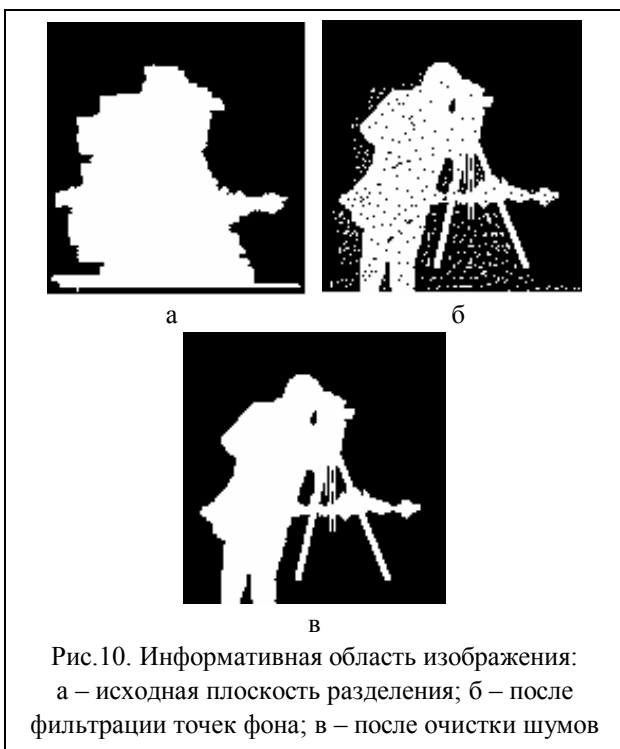 а
б
в
Рис.10. Информативная область изображения:
а – исходная плоскость разделения; б – после
фильтрации точек фона; в – после очистки шумов